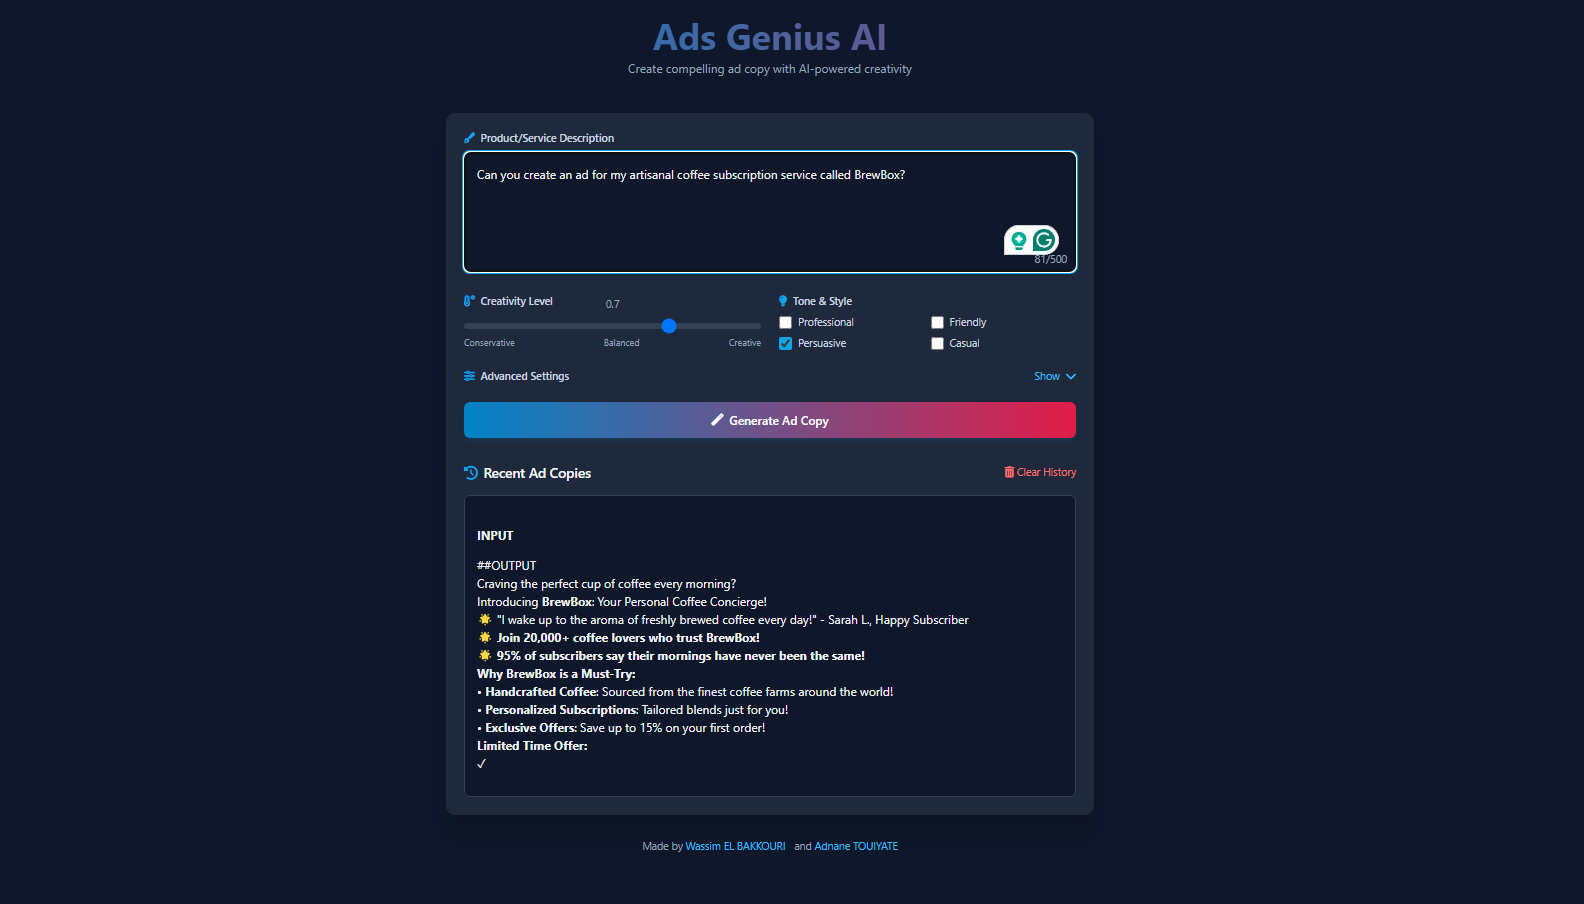 Ads Genius AI
Create compelling ad copy with AI-powered creativity
Product/Service Description
Can you create an ad for my artisanal coffee subscription service called BrewBox?
81/500
Creativity Level
0.7
Conservative
Balanced
Creative
Tone & Style
Professional
Friendly
Persuasive
Casual
Advanced Settings
Show
Generate Ad Copy
Recent Ad Copies
Clear History
INPUT
##OUTPUT
Craving the perfect cup of coffee every morning?
Introducing BrewBox: Your Personal Coffee Concierge!
🌟 "I wake up to the aroma of freshly brewed coffee every day!" - Sarah L., Happy Subscriber
🌟 Join 20,000+ coffee lovers who trust BrewBox!
🌟 95% of subscribers say their mornings have never been the same!
Why BrewBox is a Must-Try:
• Handcrafted Coffee: Sourced from the finest coffee farms around the world!
• Personalized Subscriptions: Tailored blends just for you!
• Exclusive Offers: Save up to 15% on your first order!
Limited Time Offer:
✓
Made by Wassim EL BAKKOURI and Adnane TOUIYATE